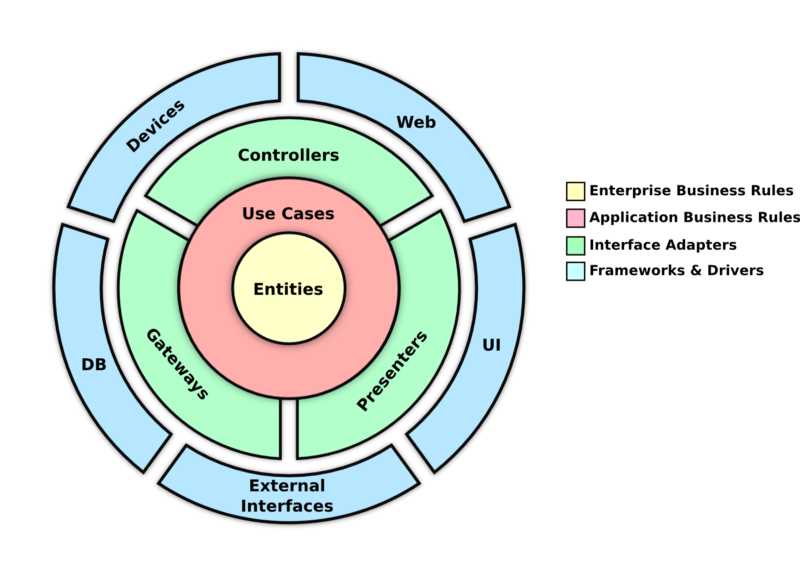 Devices
Web
Controllers
Use Cases
Entities
Gateways
Presenters
DB
UI
External
Interfaces
Enterprise Business Rules
Application Business Rules
Interface Adapters
Frameworks & Drivers